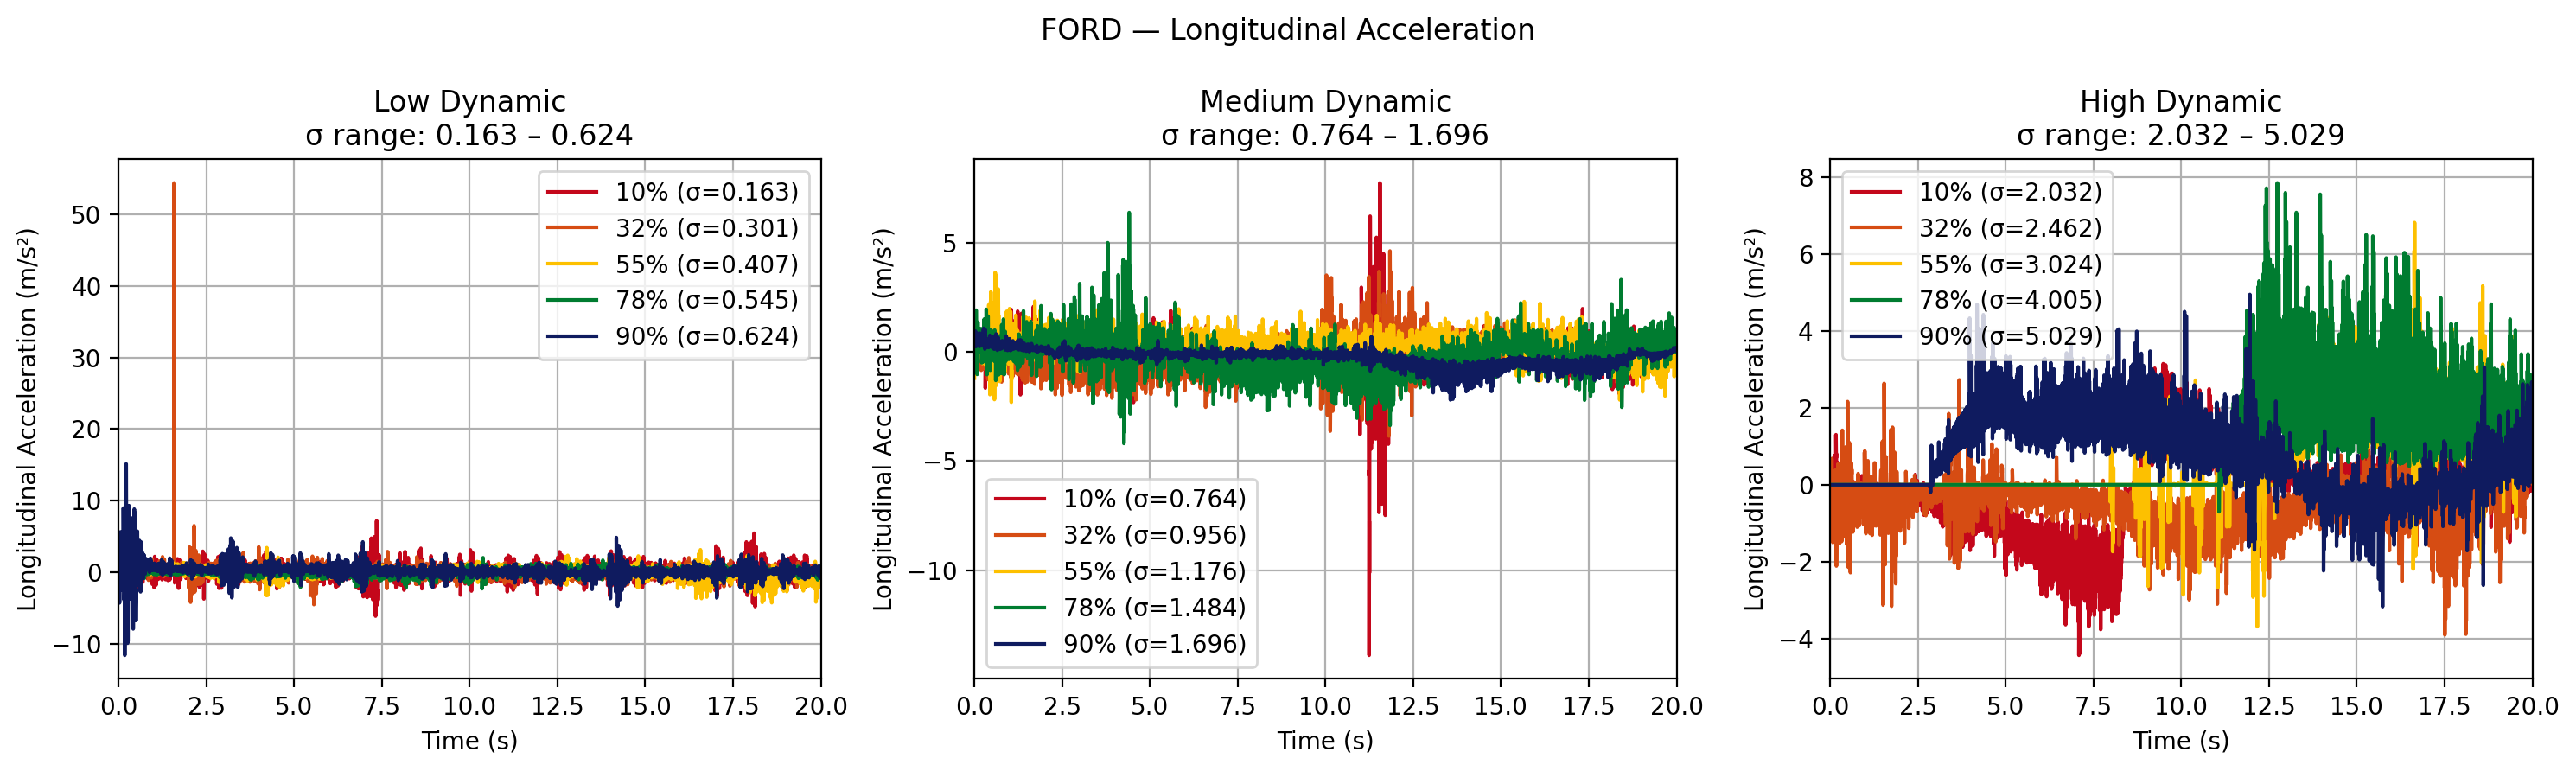 FORD — Longitudinal Acceleration
Low Dynamic
σ range: 0.163 – 0.624
Longitudinal Acceleration (m/s²)
50
40
30
20
10
0
−10
10% (σ=0.163)
32% (σ=0.301)
55% (σ=0.407)
78% (σ=0.545)
90% (σ=0.624)
0.0 2.5 5.0 7.5 10.0 12.5 15.0 17.5 20.0
Time (s)
Medium Dynamic
σ range: 0.764 – 1.696
Longitudinal Acceleration (m/s²)
5
0
−5
−10
10% (σ=0.764)
32% (σ=0.956)
55% (σ=1.176)
78% (σ=1.484)
90% (σ=1.696)
0.0 2.5 5.0 7.5 10.0 12.5 15.0 17.5 20.0
Time (s)
High Dynamic
σ range: 2.032 – 5.029
Longitudinal Acceleration (m/s²)
8
6
4
2
0
−2
−4
10% (σ=2.032)
32% (σ=2.462)
55% (σ=3.024)
78% (σ=4.005)
90% (σ=5.029)
0.0 2.5 5.0 7.5 10.0 12.5 15.0 17.5 20.0
Time (s)